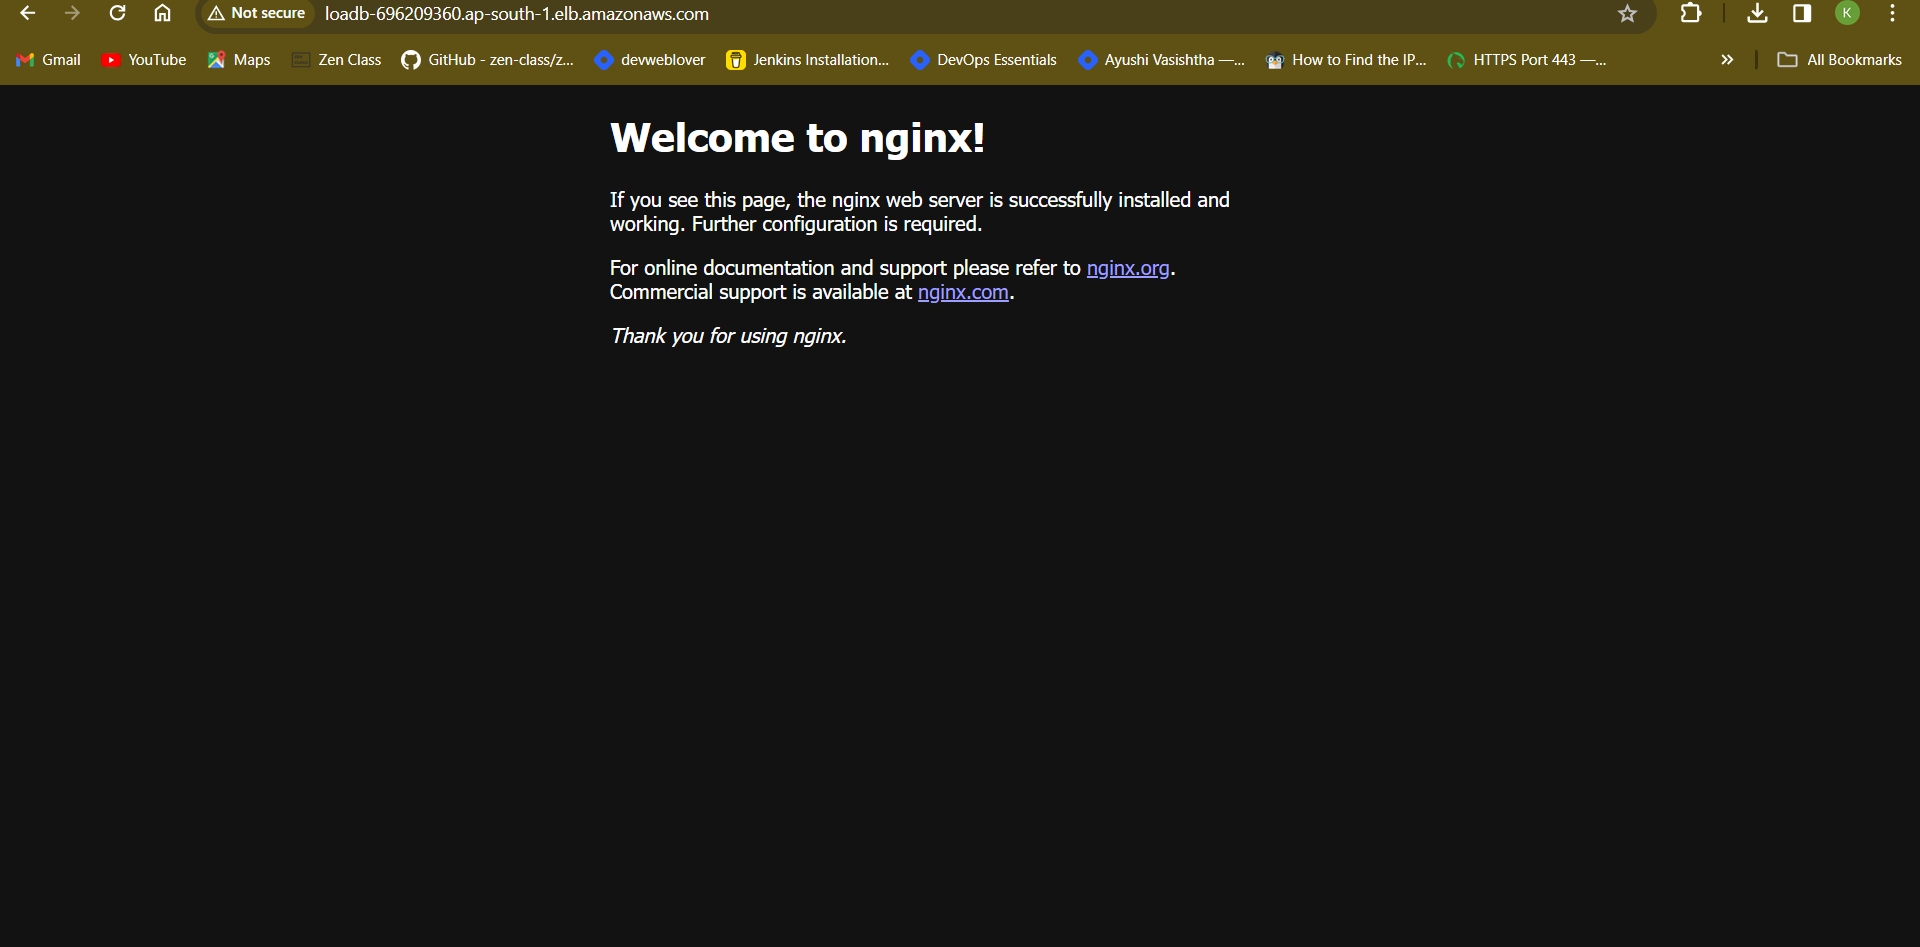 Not secure loadb-696209360.ap-south-1.elb.amazonaws.com K
Gmail YouTube Maps Zen Class GitHub - zen-class/z... devweblover Jenkins Installation... DevOps Essentials Ayushi Vasishtha —... How to Find the IP... HTTPS Port 443 —... All Bookmarks
Welcome to nginx!
If you see this page, the nginx web server is successfully installed and
working. Further configuration is required.
For online documentation and support please refer to nginx.org.
Commercial support is available at nginx.com.
Thank you for using nginx.